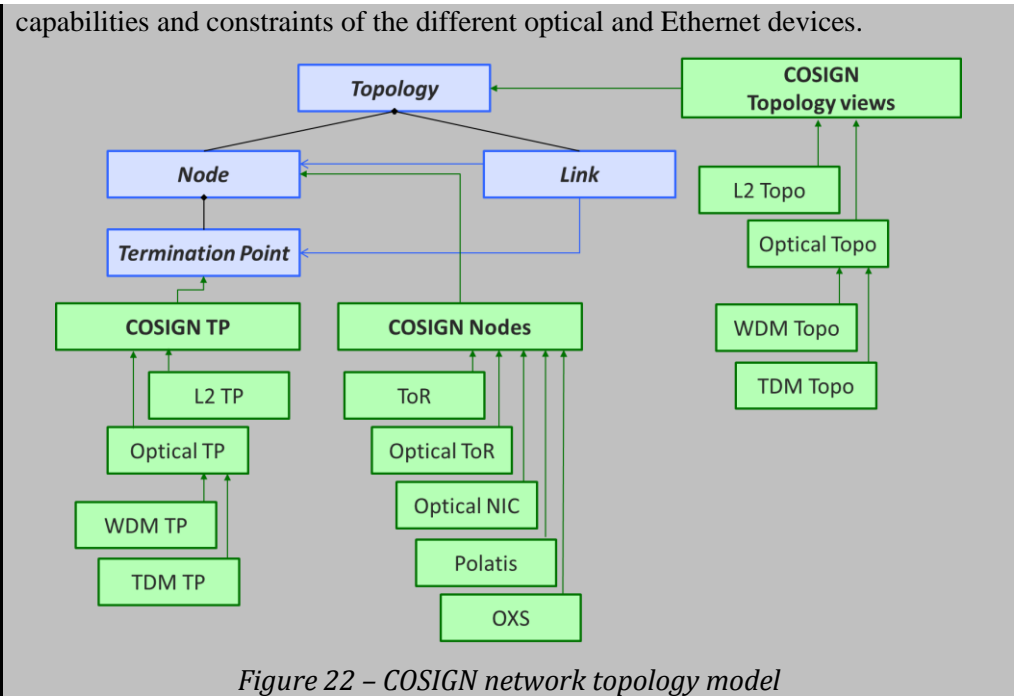 capabilities and constraints of the different optical and Ethernet devices.
Topology
COSIGN
Topology views
Node
Link
L2 Topo
Termination Point
Optical Topo
COSIGN TP
COSIGN Nodes
WDM Topo
L2 TP
ToR
TDM Topo
Optical TP
Optical ToR
WDM TP
Optical NIC
TDM TP
Polatis
OXS
Figure 22 – COSIGN network topology model